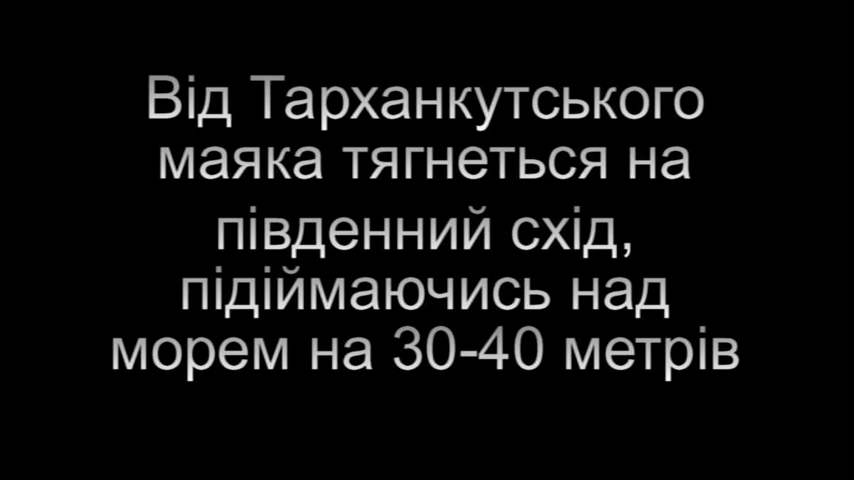 Від Тарханкутського
маяка тягнеться на
південний схід,
підіймаючись над
морем на 30-40 метрів